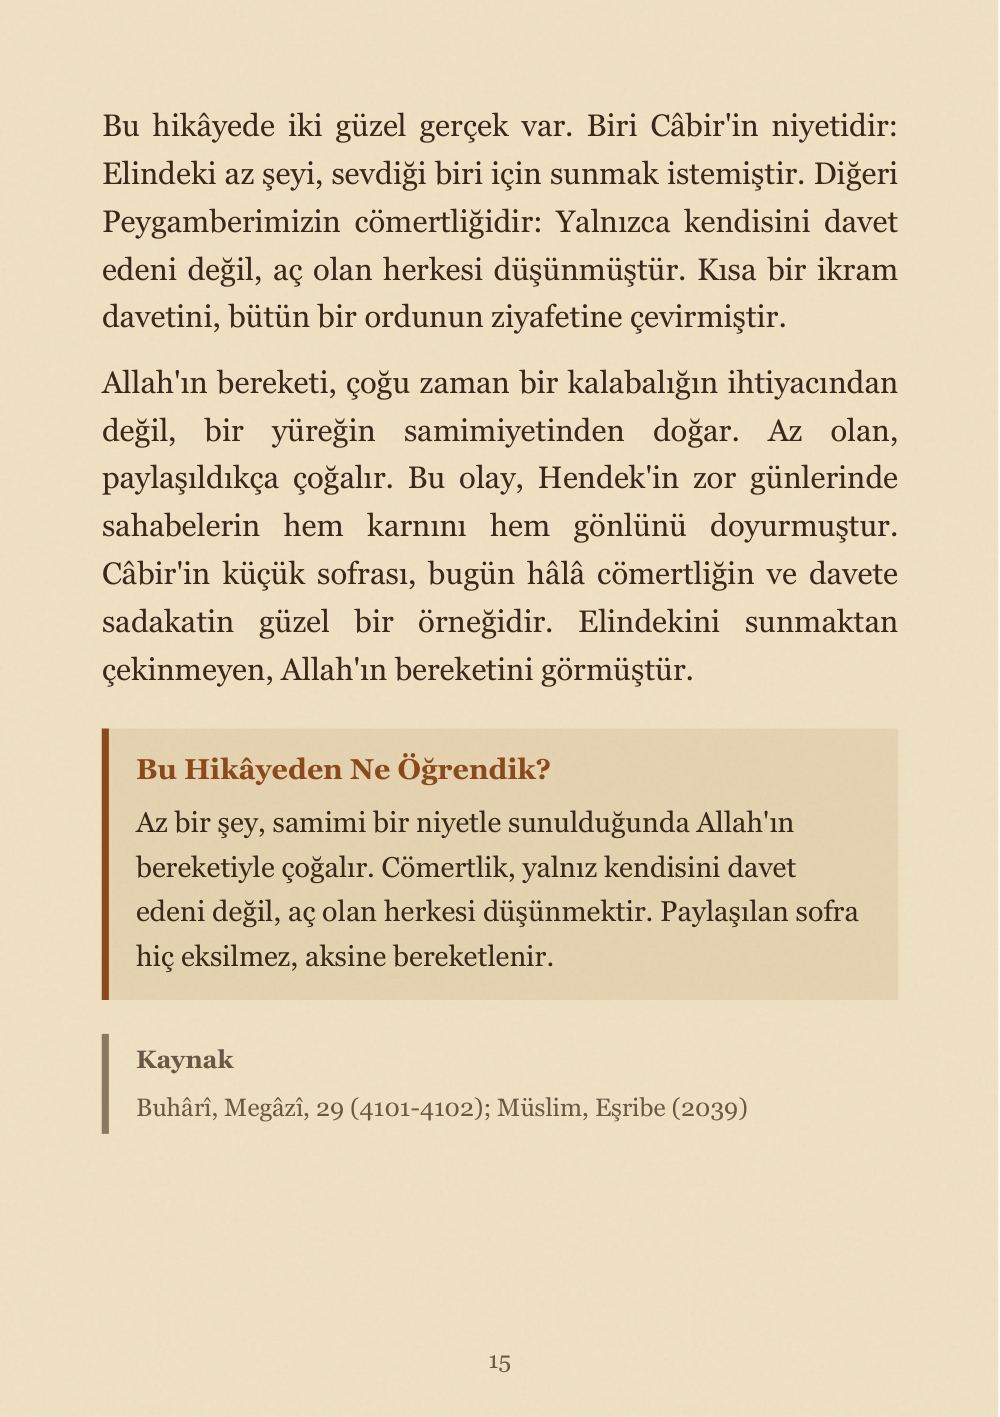 Bu hikâyede iki güzel gerçek var. Biri Câbir'in niyetidir:
Elindeki az şeyi, sevdiği biri için sunmak istemiştir. Diğeri
Peygamberimizin cömertliğidir: Yalnızca kendisini davet
edeni değil, aç olan herkesi düşünmüştür. Kısa bir ikram
davetini, bütün bir ordunun ziyafetine çevirmiştir.
Allah'ın bereketi, çoğu zaman bir kalabalığın ihtiyacından
değil, bir yüreğin samimiyetinden doğar. Az olan,
paylaşıldıkça çoğalır. Bu olay, Hendek'in zor günlerinde
sahabelerin hem karnını hem gönlünü doyurmuştur.
Câbir'in küçük sofrası, bugün hâlâ cömertliğin ve davete
sadakatin güzel bir örneğidir. Elindekini sunmaktan
çekinmeyen, Allah'ın bereketini görmüştür.
Bu Hikâyeden Ne Öğrendik?
Az bir şey, samimi bir niyetle sunulduğunda Allah'ın
bereketiyle çoğalır. Cömertlik, yalnız kendisini davet
edeni değil, aç olan herkesi düşünmektir. Paylaşılan sofra
hiç eksilmez, aksine bereketlenir.
Kaynak
Buhârî, Megâzî, 29 (4101-4102); Müslim, Eşribe (2039)
15